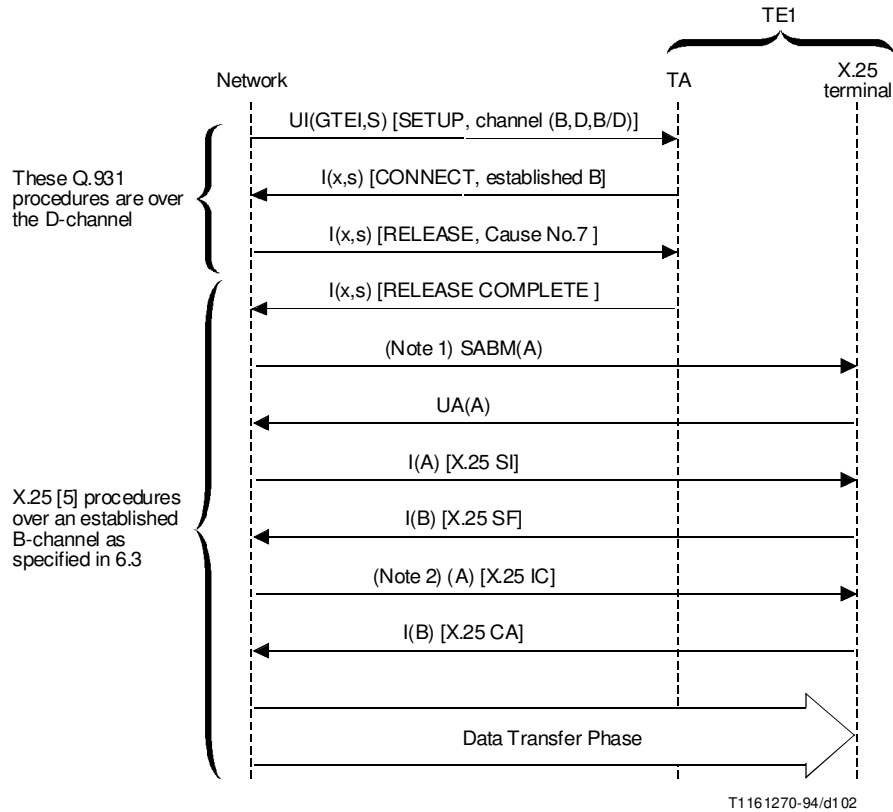 TE1
Network
TA
X.25
terminal
UI(GTEI,S) [SETUP, channel (B,D,B/D)]
These Q.931
procedures are over
the D-channel
I(x,s) [CONNECT, established B]
I(x,s) [RELEASE, Cause No.7 ]
I(x,s) [RELEASE COMPLETE ]
(Note 1) SABM(A)
UA(A)
I(A) [X.25 SI]
X.25 [5] procedures
over an established
B-channel as
specified in 6.3
I(B) [X.25 SF]
(Note 2) (A) [X.25 IC]
I(B) [X.25 CA]
Data Transfer Phase
T1161270-94/d102